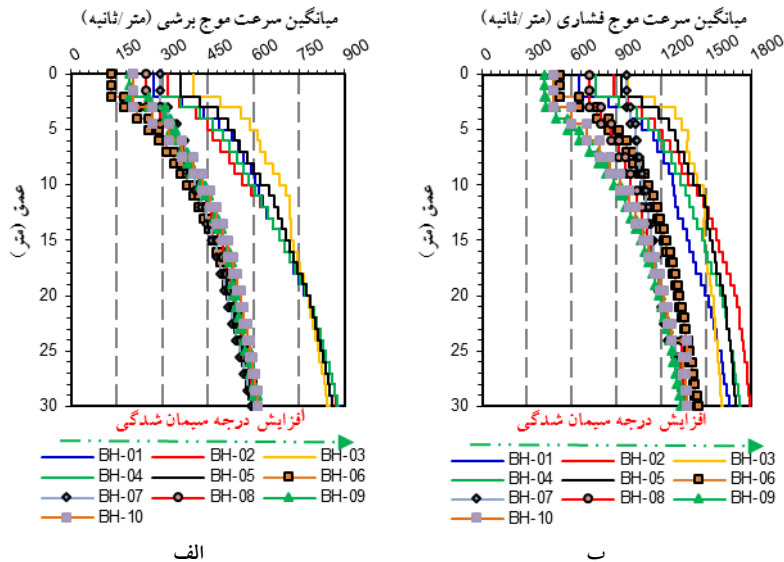 میانگین سرعت موج برشی (متر/ثانیه)
0 150 300 450 600 750 900
عمق (متر)
0
5
10
15
20
25
30
أفزایش درجه سیمان شدگی
BH-01 BH-02 BH-03
BH-04 BH-05 BH-06
BH-07 BH-08 BH-09
BH-10
الف
میانگین سرعت موج فشاری (متر/ثانیه)
0 300 600 900 1200 1500 1800
عمق (متر)
0
5
10
15
20
25
30
افزایش درجه سیمان شدگی
BH-01 BH-02 BH-03
BH-04 BH-05 BH-06
BH-07 BH-08 BH-09
BH-10
ب